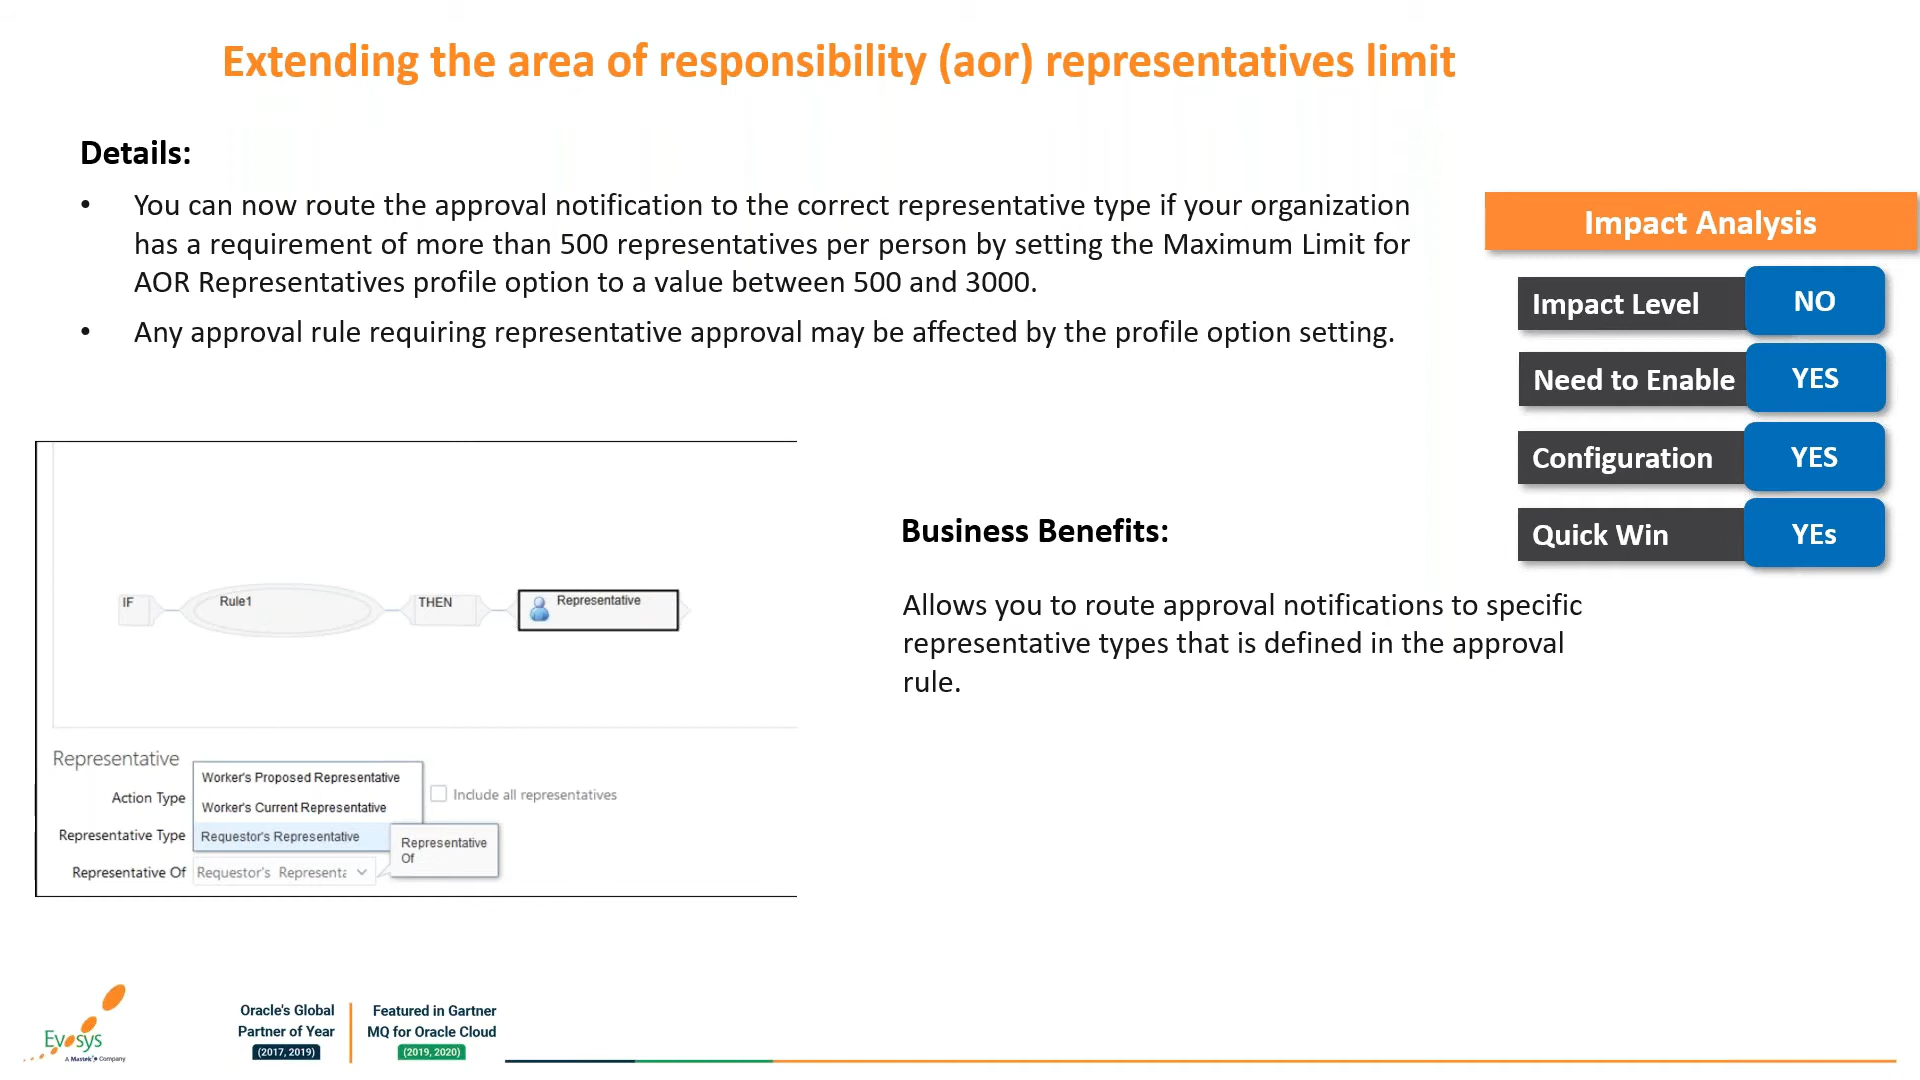 Extending the area of responsibility (aor) representatives limit
Details:
• You can now route the approval notification to the correct representative type if your organization
has a requirement of more than 500 representatives per person by setting the Maximum Limit for
AOR Representatives profile option to a value between 500 and 3000.
• Any approval rule requiring representative approval may be affected by the profile option setting.
Impact Analysis
Impact Level NO
Need to Enable YES
Configuration YES
Quick Win YEs
IF Rule1 THEN Representative
Business Benefits:
Allows you to route approval notifications to specific
representative types that is defined in the approval
rule.
Representative
Action Type
Representative Type
Representative Of
Worker's Proposed Representative
Worker's Current Representative
Requestor's Representative
Requestor's Representa
Include all representatives
Representative
Of
Evosys
A Mastek Company
Oracle's Global
Partner of Year
(2017, 2019)
Featured in Gartner
MQ for Oracle Cloud
(2019, 2020)